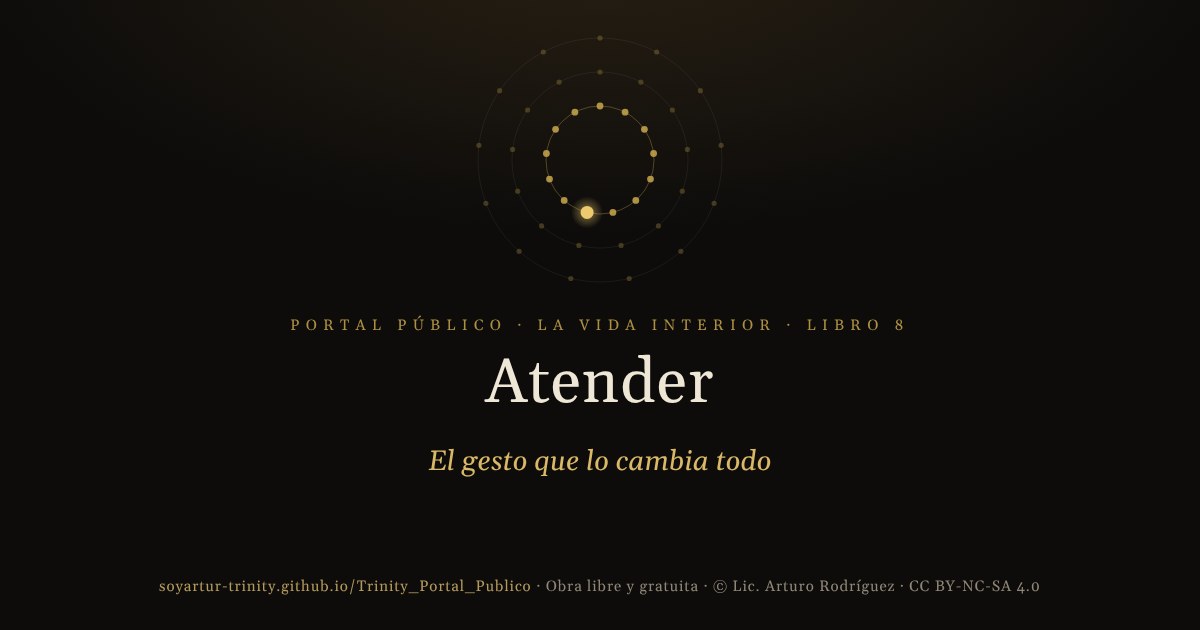 PORTAL PÚBLICO · LA VIDA INTERIOR · LIBRO 8
Atender
El gesto que lo cambia todo
soyartur-trinity.github.io/Trinity_Portal_Publico · Obra libre y gratuita · © Lic. Arturo Rodríguez · CC BY-NC-SA 4.0